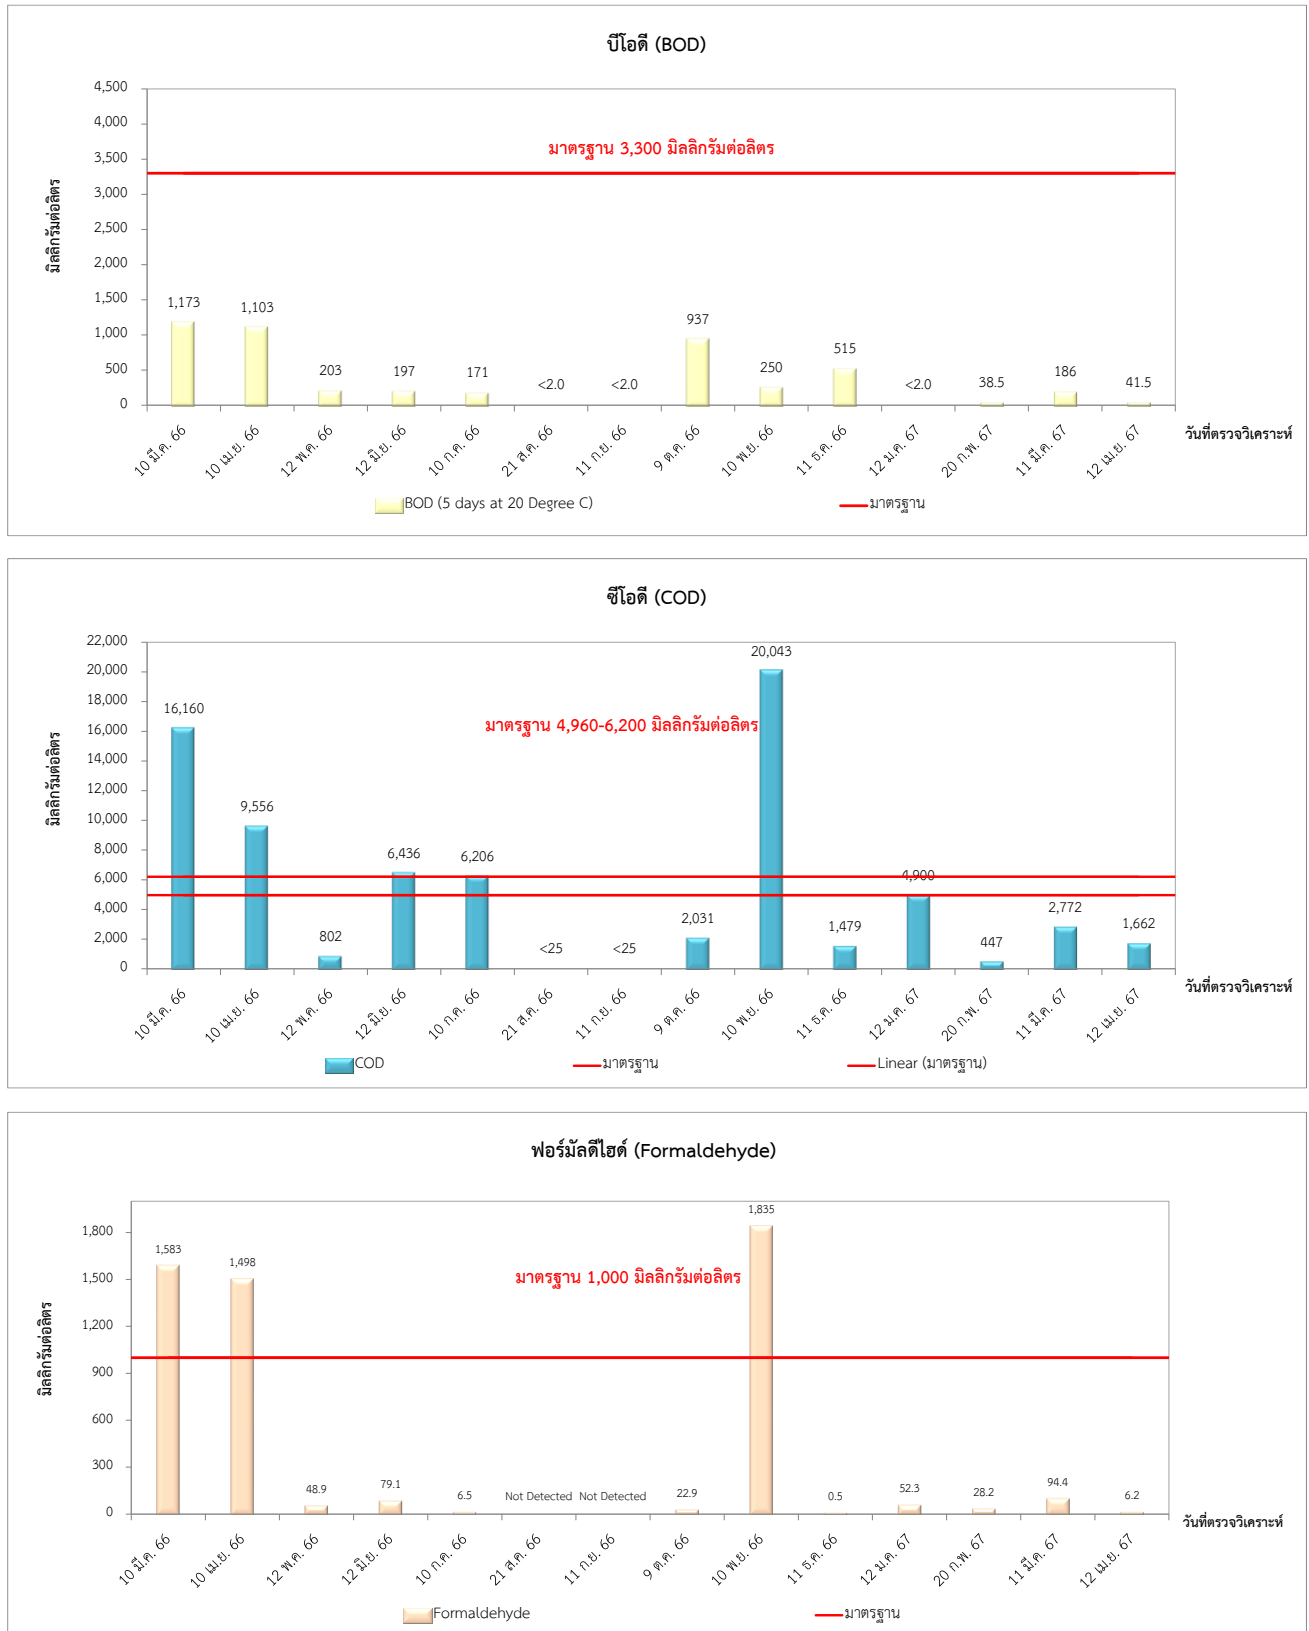 บีโอดี (BOD)
4,500
4,000
3,500
3,000
2,500
2,000
1,500
1,000
500
0
มิลลิกรัมต่อลิตร
มาตรฐาน 3,300 มิลลิกรัมต่อลิตร
1,173 1,103 203 197 171 <2.0 <2.0 937 250 515 <2.0 38.5 186 41.5
10 มี.ค. 66 10 เม.ย. 66 12 พ.ค. 66 12 มิ.ย. 66 10 ก.ค. 66 21 ส.ค. 66 11 ก.ย. 66 9 ต.ค. 66 10 พ.ย. 66 11 ธ.ค. 66 12 ม.ค. 67 20 ก.พ. 67 11 มี.ค. 67 12 เม.ย. 67
วันที่ตรวจวิเคราะห์
BOD (5 days at 20 Degree C) มาตรฐาน
ซีโอดี (COD)
22,000
20,000
18,000
16,000
14,000
12,000
10,000
8,000
6,000
4,000
2,000
0
มิลลิกรัมต่อลิตร
มาตรฐาน 4,960-6,200 มิลลิกรัมต่อลิตร
16,160 9,556 802 6,436 6,206 <25 <25 2,031 20,043 1,479 4,900 447 2,772 1,662
10 มี.ค. 66 10 เม.ย. 66 12 พ.ค. 66 12 มิ.ย. 66 10 ก.ค. 66 21 ส.ค. 66 11 ก.ย. 66 9 ต.ค. 66 10 พ.ย. 66 11 ธ.ค. 66 12 ม.ค. 67 20 ก.พ. 67 11 มี.ค. 67 12 เม.ย. 67
วันที่ตรวจวิเคราะห์
COD มาตรฐาน Linear (มาตรฐาน)
ฟอร์มัลดีไฮด์ (Formaldehyde)
1,800
1,500
1,200
900
600
300
0
มิลลิกรัมต่อลิตร
มาตรฐาน 1,000 มิลลิกรัมต่อลิตร
1,583 1,498 48.9 79.1 6.5 Not Detected Not Detected 22.9 1,835 0.5 52.3 28.2 94.4 6.2
10 มี.ค. 66 10 เม.ย. 66 12 พ.ค. 66 12 มิ.ย. 66 10 ก.ค. 66 21 ส.ค. 66 11 ก.ย. 66 9 ต.ค. 66 10 พ.ย. 66 11 ธ.ค. 66 12 ม.ค. 67 20 ก.พ. 67 11 มี.ค. 67 12 เม.ย. 67
วันที่ตรวจวิเคราะห์
Formaldehyde มาตรฐาน